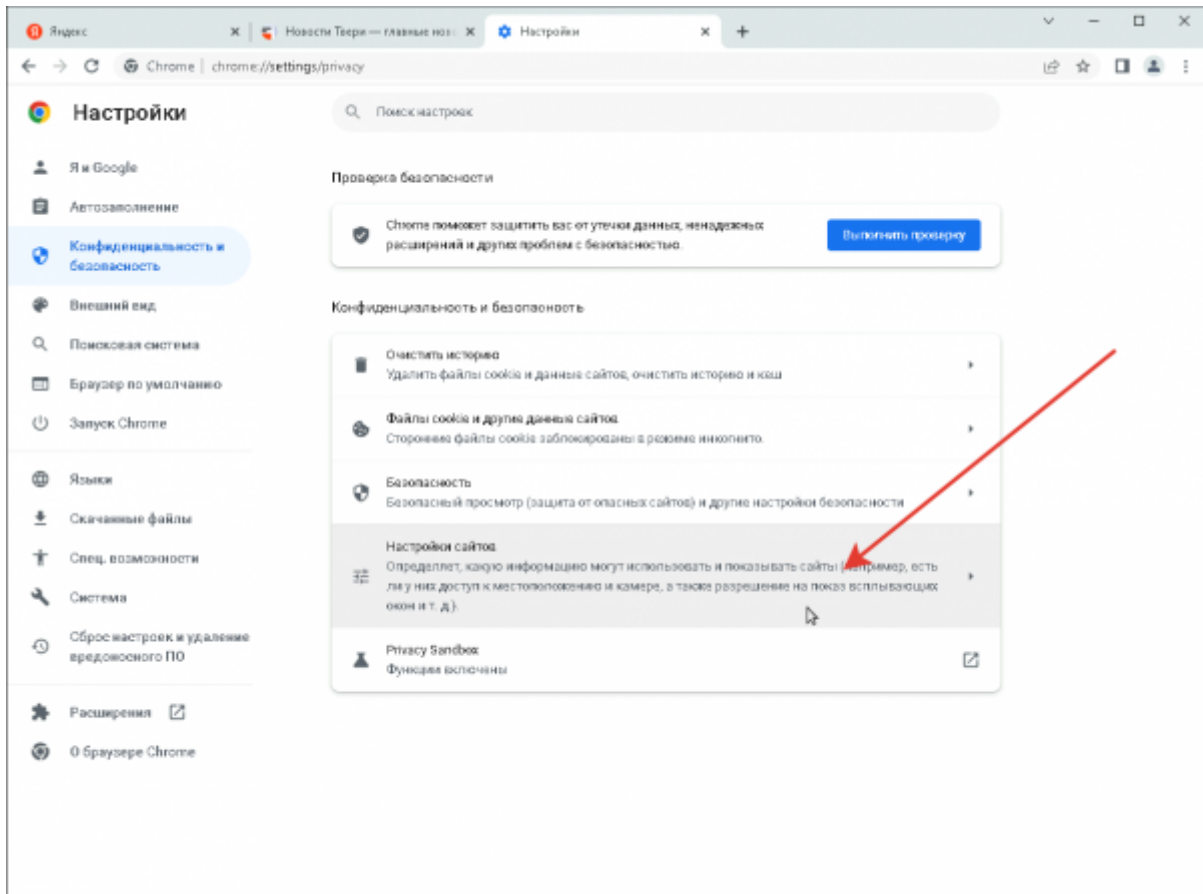 Яндекс
Новости Твери — главные нов
Настройки
Chrome | chrome://settings/privacy
Настройки
Поиск настроек
Я и Google
Автозаполнение
Конфиденциальность и
безопасность
Внешний вид
Поисковая система
Браузер по умолчанию
Запуск Chrome
Языки
Скачанные файлы
Спец. возможности
Система
Сброс настроек и удаление
вредоносного ПО
Расширения
О браузере Chrome
Проверка безопасности
Chrome поможет защитить вас от утечки данных, ненадежных
расширений и других проблем с безопасностью.
Выполнить проверку
Конфиденциальность и безопасность
Очистить историю
Удалить файлы cookie и данные сайтов, очистить историю и кеш
Файлы cookie и другие данные сайтов
Сторонние файлы cookie заблокированы в режиме инкогнито.
Безопасность
Безопасный просмотр (защита от опасных сайтов) и другие настройки безопасности
Настройки сайтов
Определяет, какую информацию могут использовать и показывать сайты (например, есть
ли у них доступ к местоположению и камере, а также разрешение на показ всплывающих
окон и т. д.).
Privacy Sandbox
Функции включены